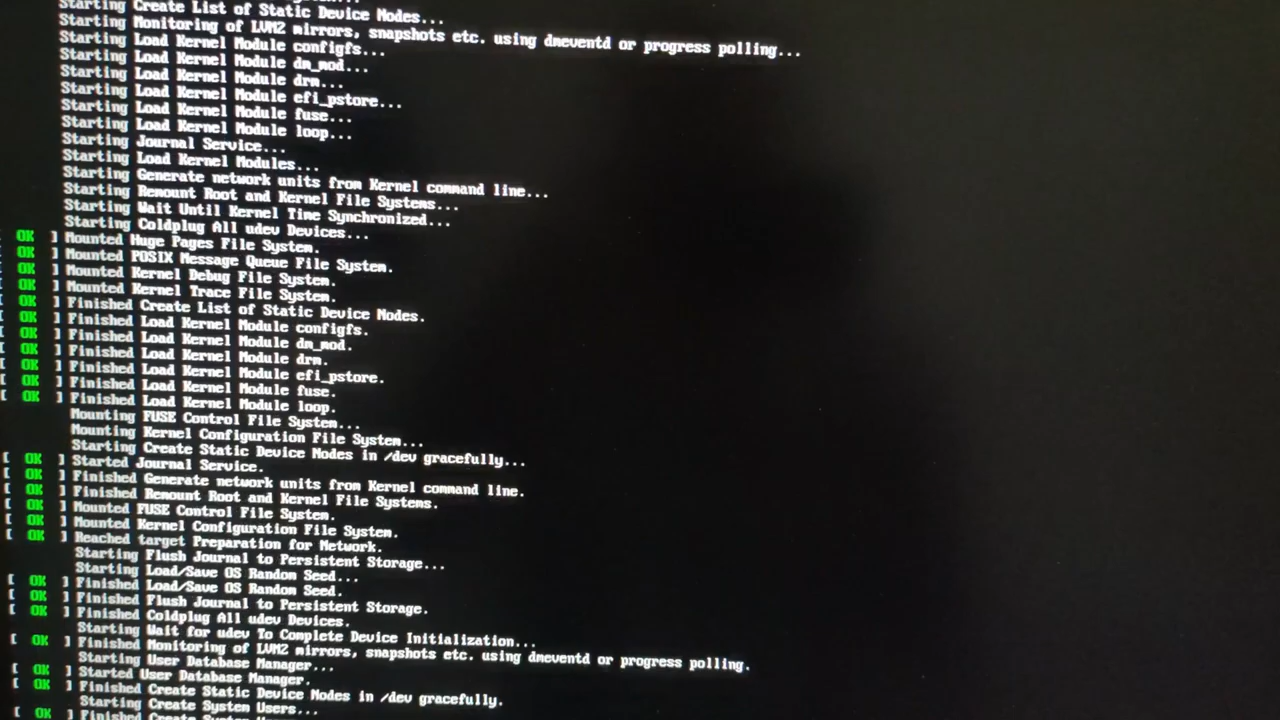 Starting Create List of Static Device Nodes...
Starting Monitoring of LVM2 mirrors, snapshots etc. using dmeventd or progress polling...
Starting Load Kernel Module configfs...
Starting Load Kernel Module dm_mod...
Starting Load Kernel Module drm...
Starting Load Kernel Module efi_pstore...
Starting Load Kernel Module fuse...
Starting Load Kernel Module loop...
Starting Journal Service...
Starting Load Kernel Modules...
Starting Generate network units from Kernel command line...
Starting Remount Root and Kernel File Systems...
Starting Wait Until Kernel Time Synchronized...
Starting Coldplug All udev Devices...
[ OK ] Mounted Huge Pages File System.
[ OK ] Mounted POSIX Message Queue File System.
[ OK ] Mounted Kernel Debug File System.
[ OK ] Mounted Kernel Trace File System.
[ OK ] Finished Create List of Static Device Nodes.
[ OK ] Finished Load Kernel Module configfs.
[ OK ] Finished Load Kernel Module dm_mod.
[ OK ] Finished Load Kernel Module drm.
[ OK ] Finished Load Kernel Module efi_pstore.
[ OK ] Finished Load Kernel Module fuse.
[ OK ] Finished Load Kernel Module loop.
Mounting FUSE Control File System...
Mounting Kernel Configuration File System...
Starting Create Static Device Nodes in /dev gracefully...
[ OK ] Started Journal Service.
[ OK ] Finished Generate network units from Kernel command line.
[ OK ] Finished Remount Root and Kernel File Systems.
[ OK ] Mounted FUSE Control File System.
[ OK ] Mounted Kernel Configuration File System.
[ OK ] Reached target Preparation for Network.
Starting Flush Journal to Persistent Storage...
Starting Load/Save OS Random Seed...
[ OK ] Finished Load/Save OS Random Seed.
[ OK ] Finished Flush Journal to Persistent Storage.
[ OK ] Finished Coldplug All udev Devices.
Starting Wait for udev To Complete Device Initialization...
[ OK ] Finished Monitoring of LVM2 mirrors, snapshots etc. using dmeventd or progress polling.
Starting User Database Manager...
[ OK ] Started User Database Manager.
[ OK ] Finished Create Static Device Nodes in /dev gracefully.
Starting Create System Users...
[ OK ] Finished Create System